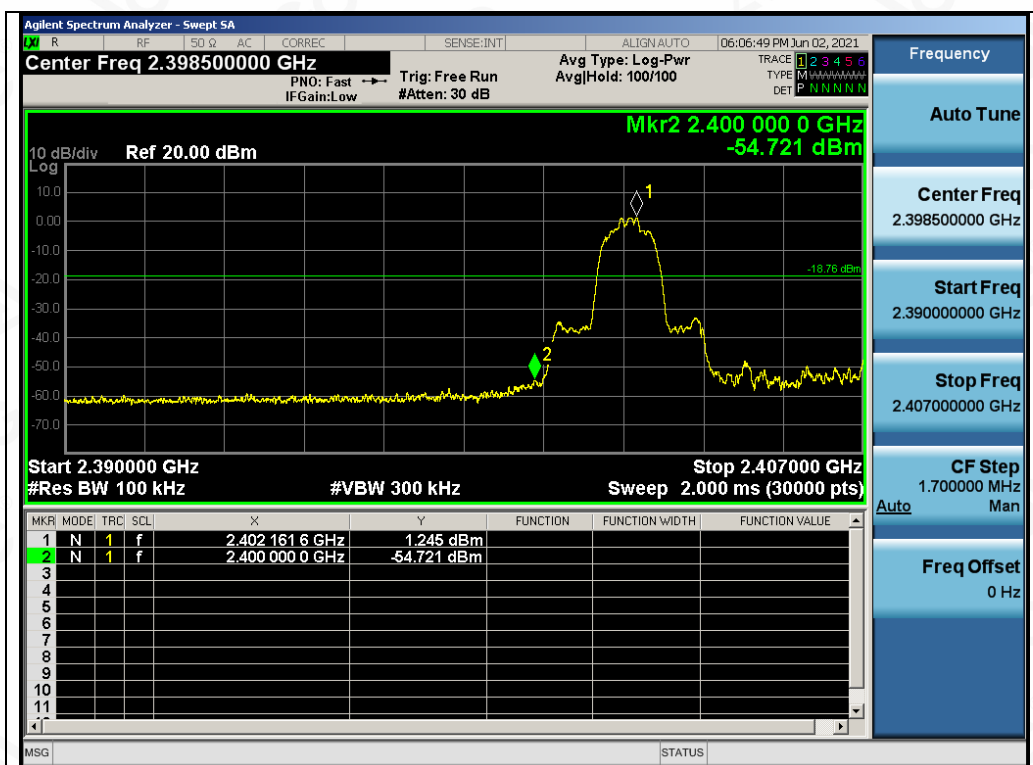 Agilent Spectrum Analyzer - Swept SA
LXI R RF 50 Ω AC CORREC SENSE:INT ALIGN AUTO 06:06:49 PM Jun 02, 2021
Center Freq 2.398500000 GHz
PNO: Fast
IFGain:Low
Trig: Free Run
#Atten: 30 dB
Avg Type: Log-Pwr
Avg|Hold: 100/100
TRACE 1 2 3 4 5 6
TYPE M W W W W W
DET P N N N N N
Mkr2 2.400 000 0 GHz
-54.721 dBm
10 dB/div Ref 20.00 dBm
Log
10.0
0.00
-10.0
-20.0
-30.0
-40.0
-50.0
-60.0
-70.0
1
-18.76 dBm
2
Start 2.390000 GHz Stop 2.407000 GHz
#Res BW 100 kHz #VBW 300 kHz Sweep 2.000 ms (30000 pts)
MKR MODE TRC SCL X Y FUNCTION FUNCTION WIDTH FUNCTION VALUE
1 N 1 f 2.402 161 6 GHz 1.245 dBm
2 N 1 f 2.400 000 0 GHz -54.721 dBm
3
4
5
6
7
8
9
10
11
MSG STATUS
Frequency
Auto Tune
Center Freq
2.398500000 GHz
Start Freq
2.390000000 GHz
Stop Freq
2.407000000 GHz
CF Step
1.700000 MHz
Auto Man
Freq Offset
0 Hz